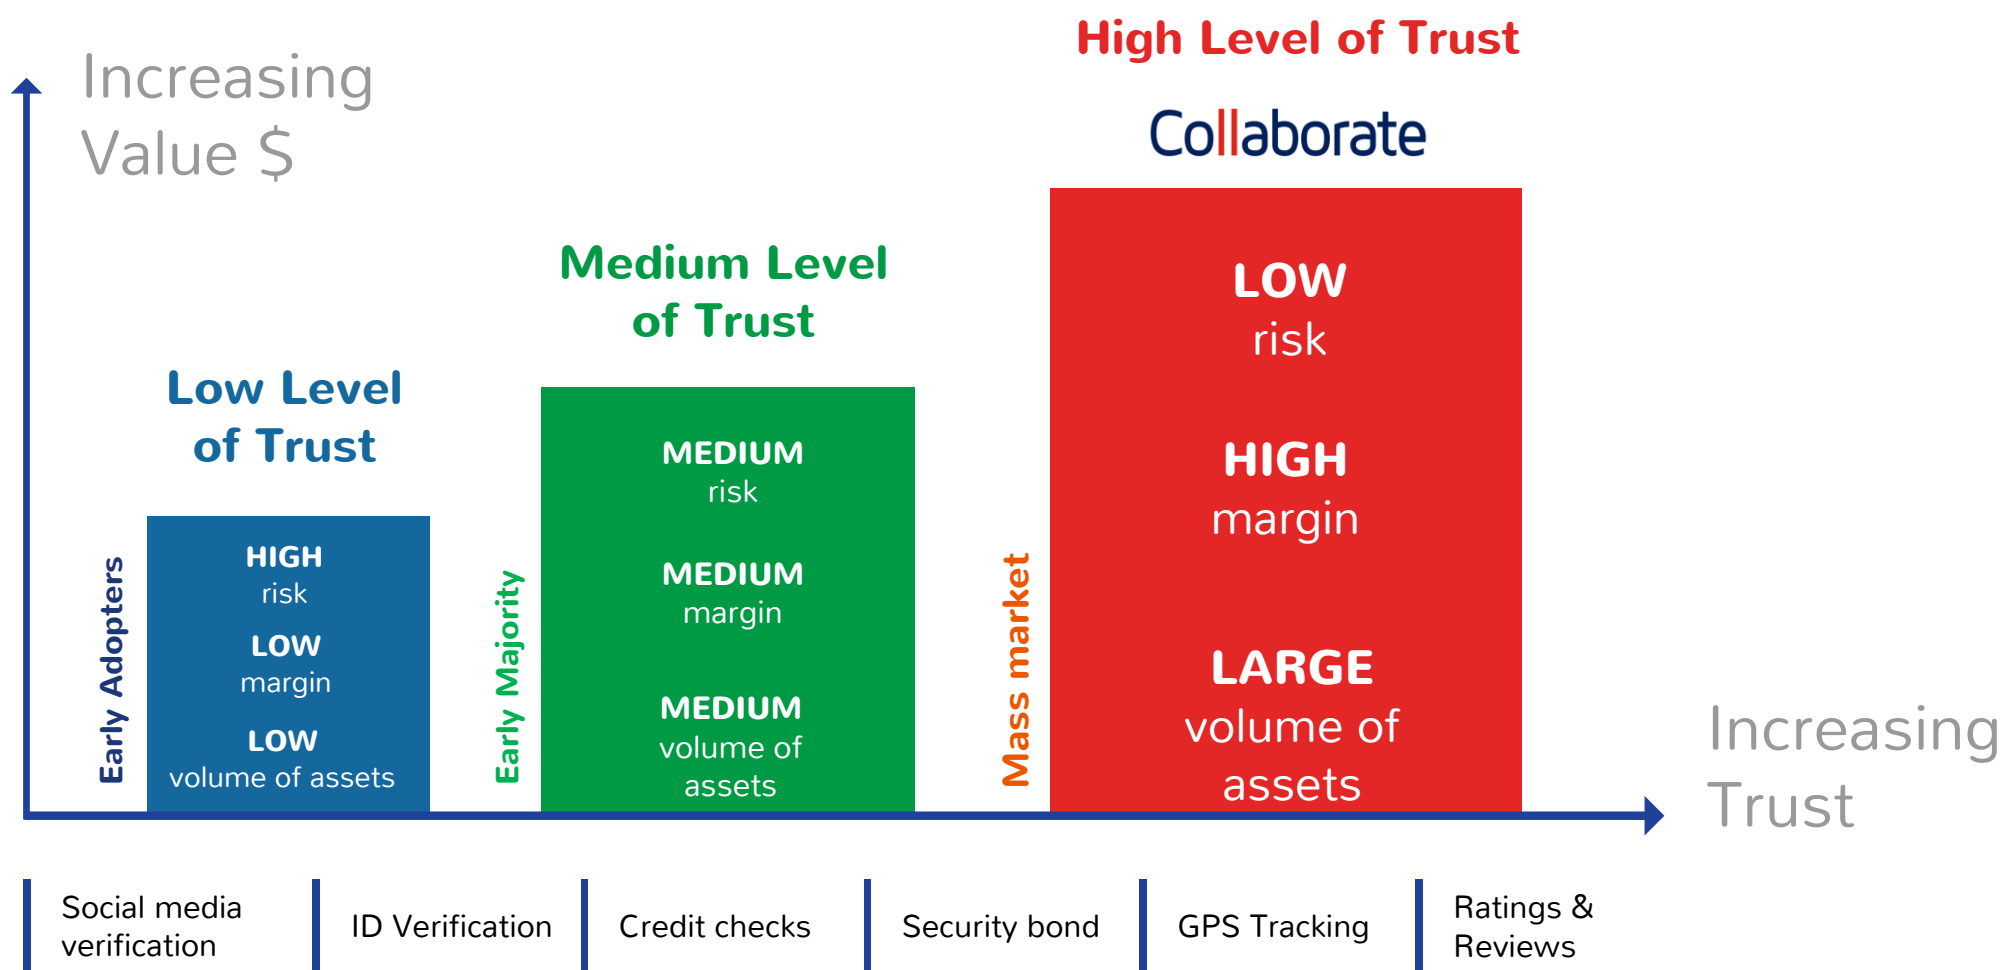 Increasing
Value $
Low Level
of Trust
Early Adopters
HIGH
risk
LOW
margin
LOW
volume of assets
Medium Level
of Trust
Early Majority
MEDIUM
risk
MEDIUM
margin
MEDIUM
volume of
assets
High Level of Trust
Collaborate
Mass market
LOW
risk
HIGH
margin
LARGE
volume of
assets
Increasing
Trust
Social media
verification
ID Verification
Credit checks
Security bond
GPS Tracking
Ratings &
Reviews